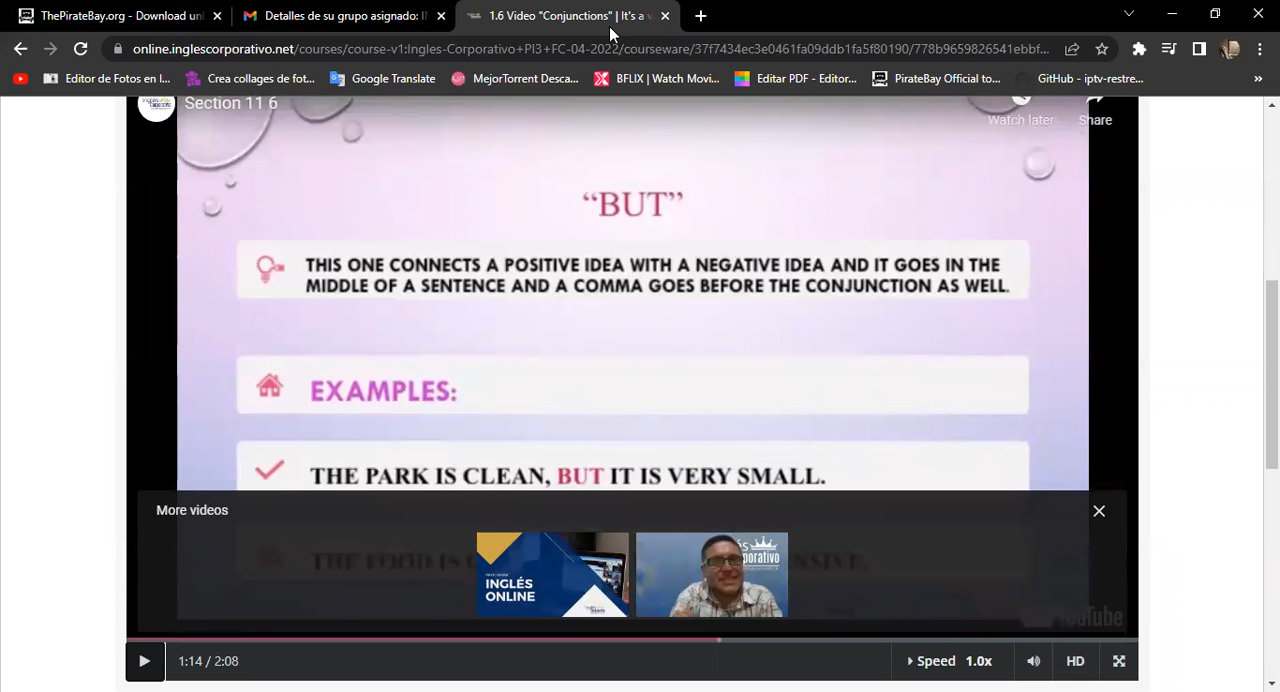 ThePirateBay.org - Download unl
Detalles de su grupo asignado: IN
1.6 Video "Conjunctions" | It's a v
online.inglescorporativo.net/courses/course-v1:Ingles-Corporativo+PI3+FC-04-2022/courseware/37f7434ec3e0461fa09ddb1fa5f80190/778b9659826541ebbf...
Editor de Fotos en l...
Crea collages de fot...
Google Translate
MejorTorrent Desca...
BFLIX | Watch Movi...
Editar PDF - Editor...
PirateBay Official to...
GitHub - iptv-restre...
»
Section 11 6
Watch later
Share
“BUT”
THIS ONE CONNECTS A POSITIVE IDEA WITH A NEGATIVE IDEA AND IT GOES IN THE
MIDDLE OF A SENTENCE AND A COMMA GOES BEFORE THE CONJUNCTION AS WELL.
EXAMPLES:
THE PARK IS CLEAN, BUT IT IS VERY SMALL.
More videos
THE FOOD IS
INGLÉS
ONLINE
YouTube
1:14 / 2:08
Speed 1.0x
HD